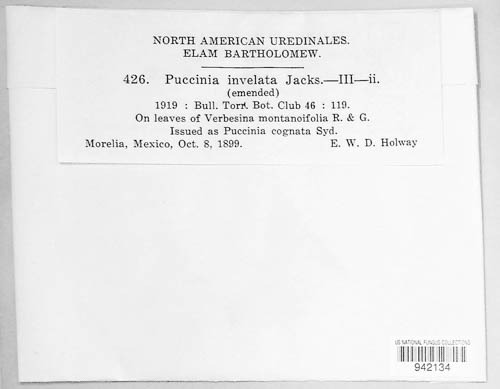 NORTH AMERICAN UREDINALES.
ELAM BARTHOLOMEW.
426. Puccinia invelata Jacks.—III—ii.
(emended)
1919 : Bull. Torr. Bot. Club 46 : 119.
On leaves of Verbesina montanoifolia R. & G.
Issued as Puccinia cognata Syd.
Morelia, Mexico, Oct. 8, 1899. E. W. D. Holway
US NATIONAL FUNGUS COLLECTIONS
942134